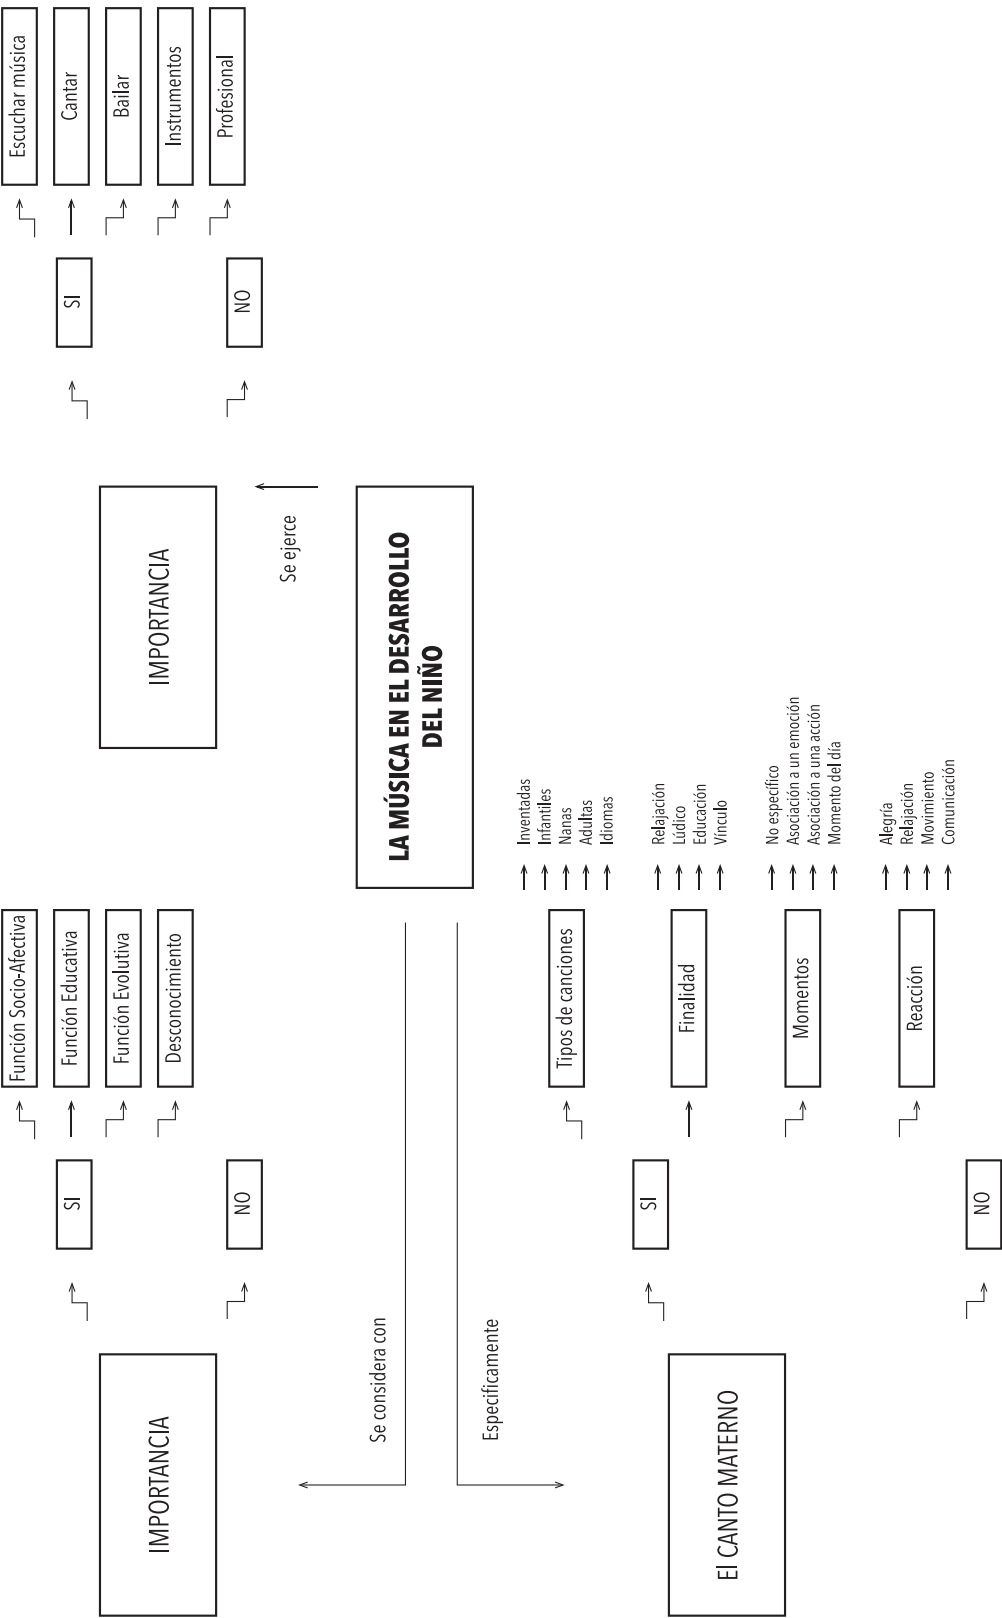 IMPORTANCIA
SI
NO
Función Socio-Afectiva
Función Educativa
Función Evolutiva
Desconocimiento
IMPORTANCIA
SI
NO
Escuchar música
Cantar
Bailar
Instrumentos
Profesional
Se considera con
Se ejerce
LA MÚSICA EN EL DESARROLLO
DEL NIÑO
Especificamente
El CANTO MATERNO
SI
NO
Tipos de canciones
Inventadas
Infantiles
Nanas
Adultas
Idiomas
Finalidad
Relajación
Lúdico
Educación
Vínculo
Momentos
No específico
Asociación a un emoción
Asociación a una acción
Momento del día
Reacción
Alegría
Relajación
Movimiento
Comunicación